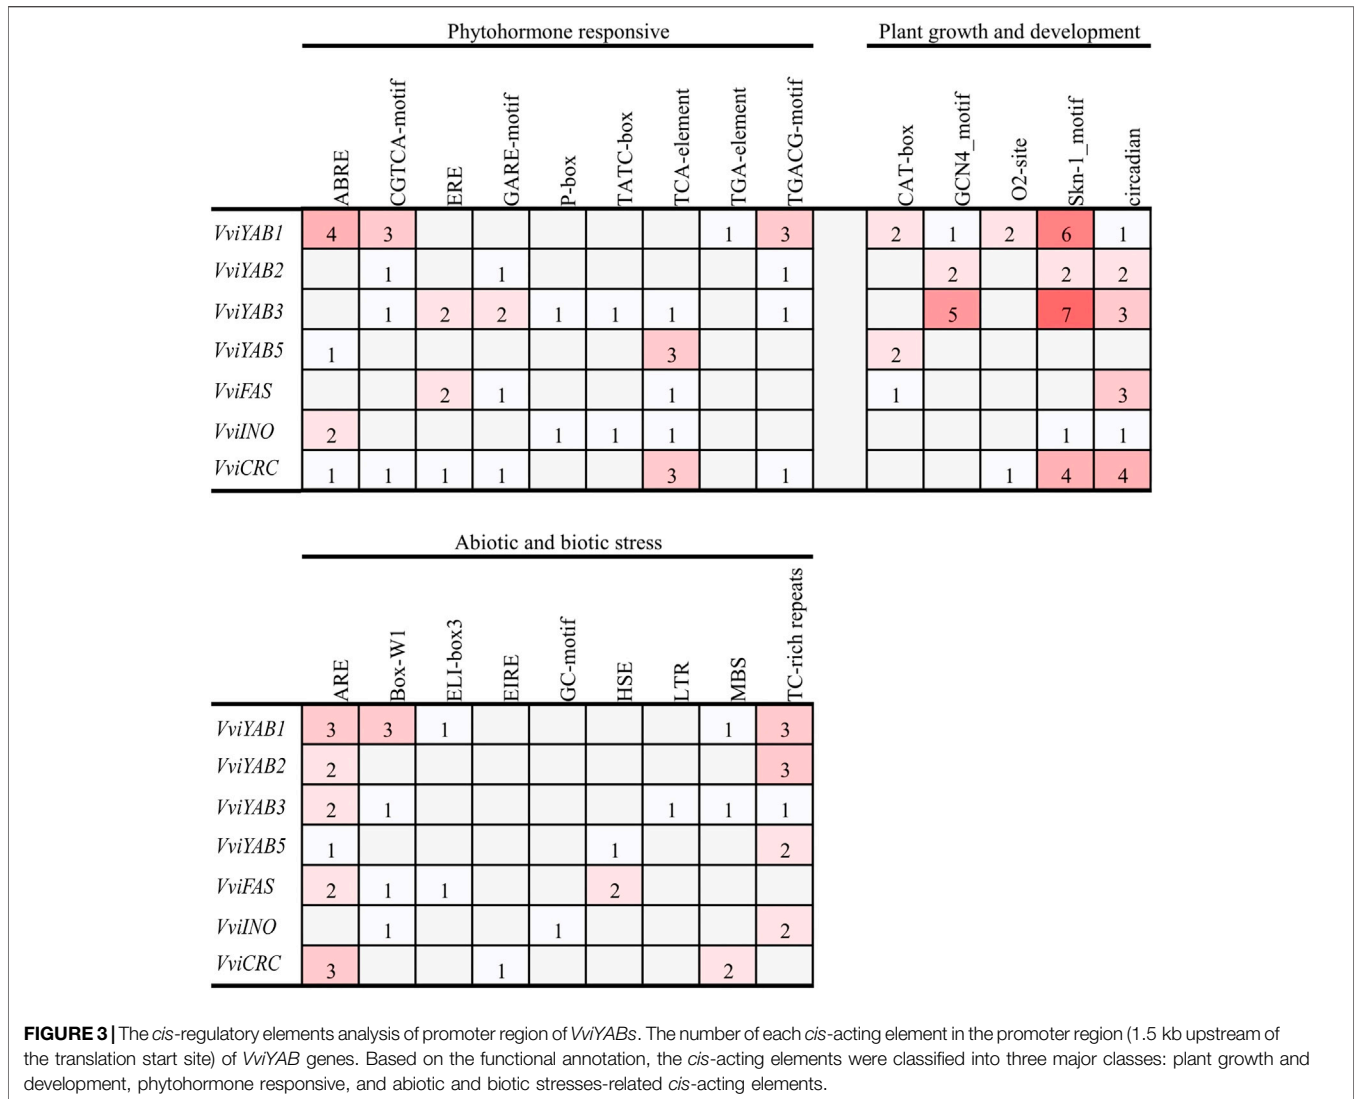 Phytohormone responsive Plant growth and development
ABRE CGTCA-motif ERE GARE-motif P-box TATC-box TCA-element TGA-element TGACG-motif CAT-box GCN4_motif O2-site Skn-1_motif circadian
VviYAB1 4 3 1 3 2 1 2 6 1
VviYAB2 1 1 1 2 2 2
VviYAB3 1 2 2 1 1 1 1 5 7 3
VviYAB5 1 3 2
VviFAS 2 1 1 1 3
VviINO 2 1 1 1 1 1
VviCRC 1 1 1 1 3 1 1 4 4
Abiotic and biotic stress
ARE Box-W1 ELI-box3 EIRE GC-motif HSE LTR MBS TC-rich repeats
VviYAB1 3 3 1 1 3
VviYAB2 2 3
VviYAB3 2 1 1 1 1
VviYAB5 1 1 2
VviFAS 2 1 1 2
VviINO 1 1 2
VviCRC 3 1 2
FIGURE 3 | The cis-regulatory elements analysis of promoter region of VviYABs. The number of each cis-acting element in the promoter region (1.5 kb upstream of
the translation start site) of VviYAB genes. Based on the functional annotation, the cis-acting elements were classified into three major classes: plant growth and
development, phytohormone responsive, and abiotic and biotic stresses-related cis-acting elements.